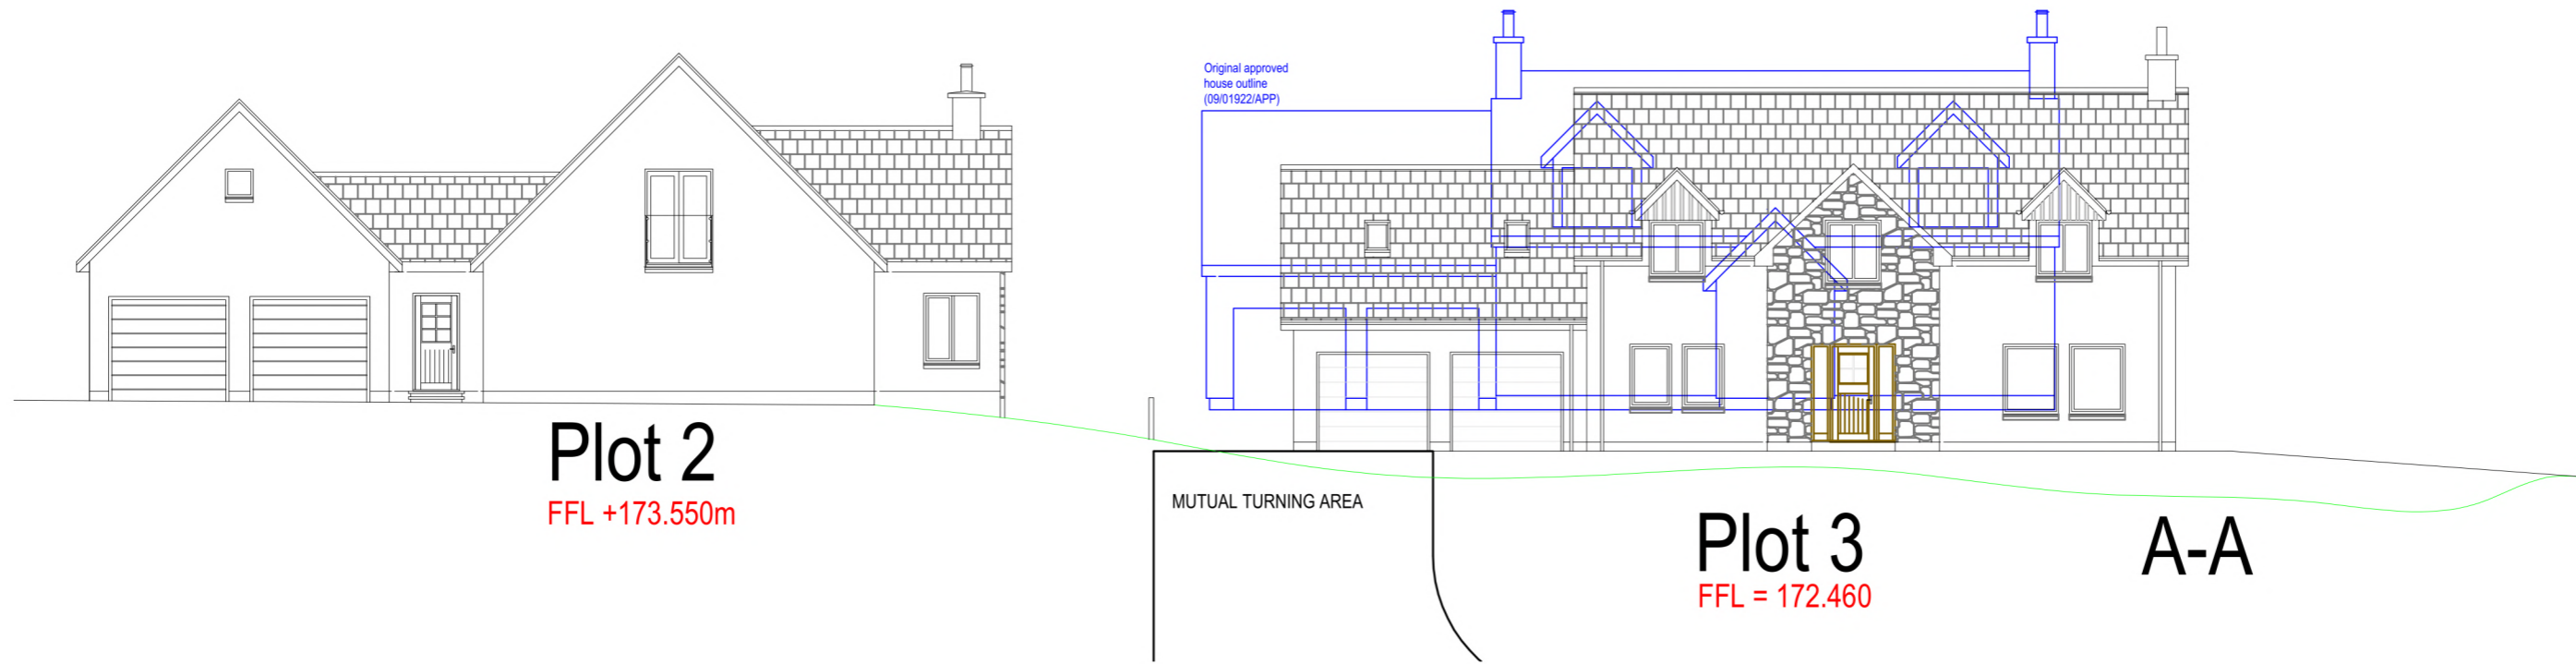 Original approved
house outline
(09/01922/APP)
Plot 2
FFL +173.550m
MUTUAL TURNING AREA
Plot 3
FFL = 172.460
A-A